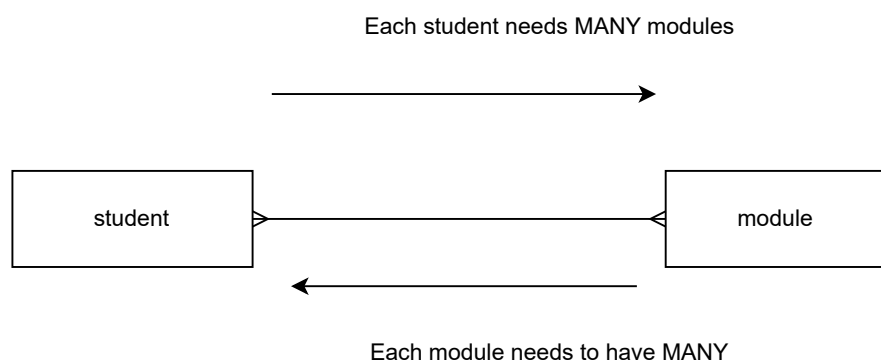 Each student needs MANY modules
student
module
Each module needs to have MANY